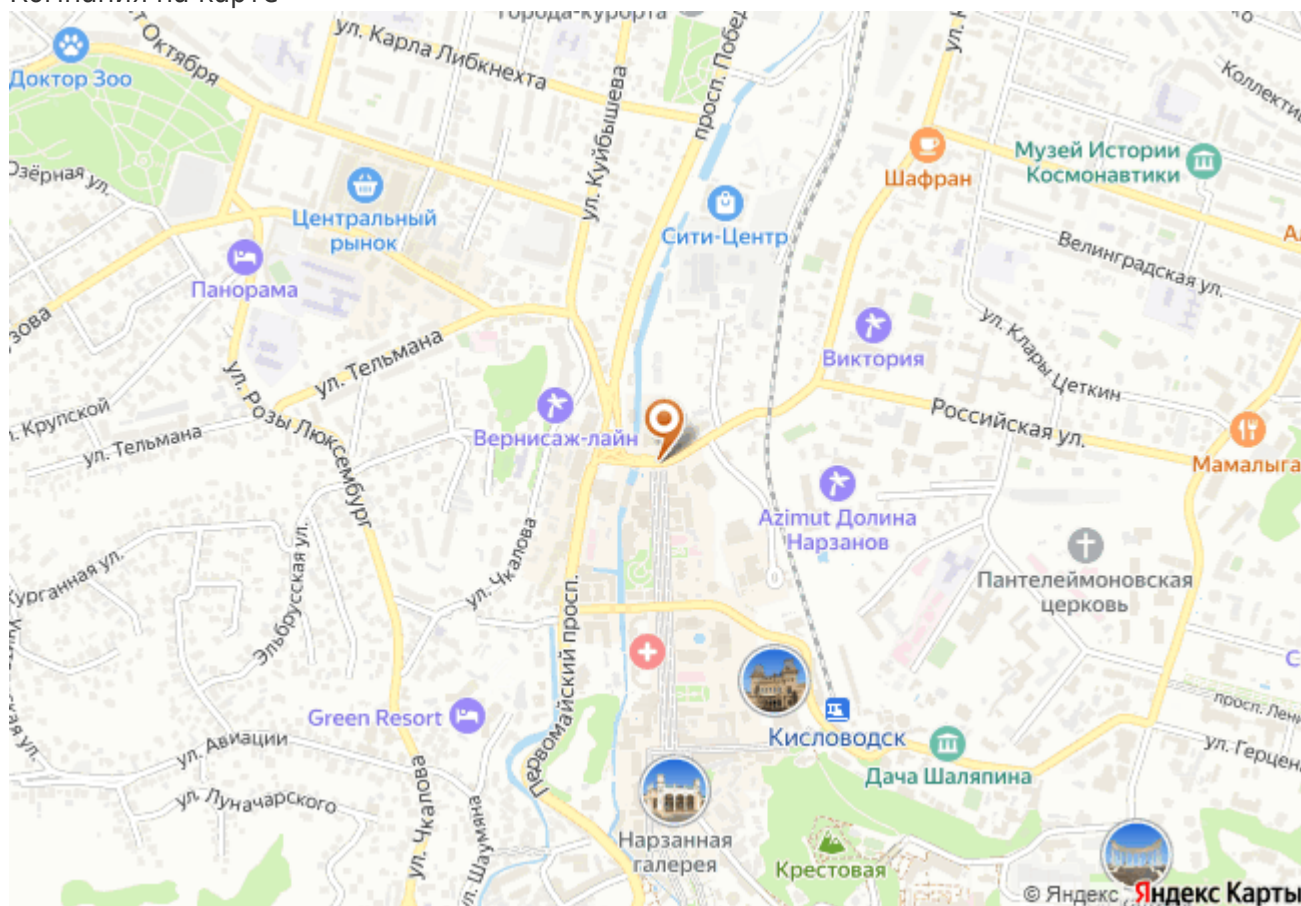 Компания на карте
города-курорта
просп. Победы
ул. Карла Либкнехта
Октября
Доктор Зоо
ул. Куйбышева
Озёрная ул.
Центральный
рынок
Сити-Центр
Шафран
Музей Истории
Космонавтики
Велинградская ул.
Панорама
ул. Клары Цеткин
Виктория
ул. Тельмана
ул. Розы Люксембург
Крупской
ул. Тельмана
Вернисаж-лайн
Российская ул.
Мамалыга
Azimut Долина
Нарзанов
Пантелеймоновская
церковь
Курганная ул.
Эльбрусская ул.
ул. Чкалова
Первомайский просп.
Green Resort
ул. Авиации
ул. Луначарского
ул. Чкалова
ул. Шаумяна
Кисловодск
Дача Шаляпина
Нарзанная
галерея
Крестовая
© Яндекс Яндекс Карты